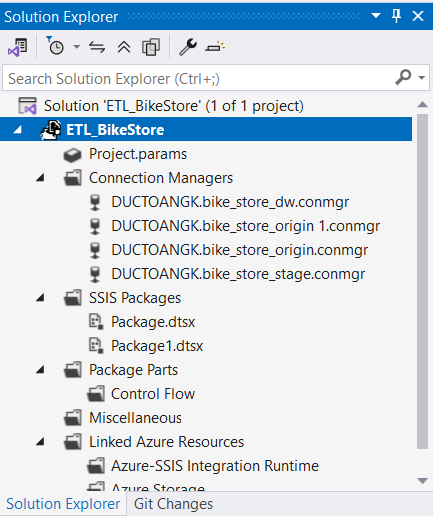 Solution Explorer
Search Solution Explorer (Ctrl+;)
Solution 'ETL_BikeStore' (1 of 1 project)
ETL_BikeStore
Project.params
Connection Managers
DUCTOANGK.bike_store_dw.conmgr
DUCTOANGK.bike_store_origin 1.conmgr
DUCTOANGK.bike_store_origin.conmgr
DUCTOANGK.bike_store_stage.conmgr
SSIS Packages
Package.dtsx
Package1.dtsx
Package Parts
Control Flow
Miscellaneous
Linked Azure Resources
Azure-SSIS Integration Runtime
Azure Storage
Solution Explorer Git Changes